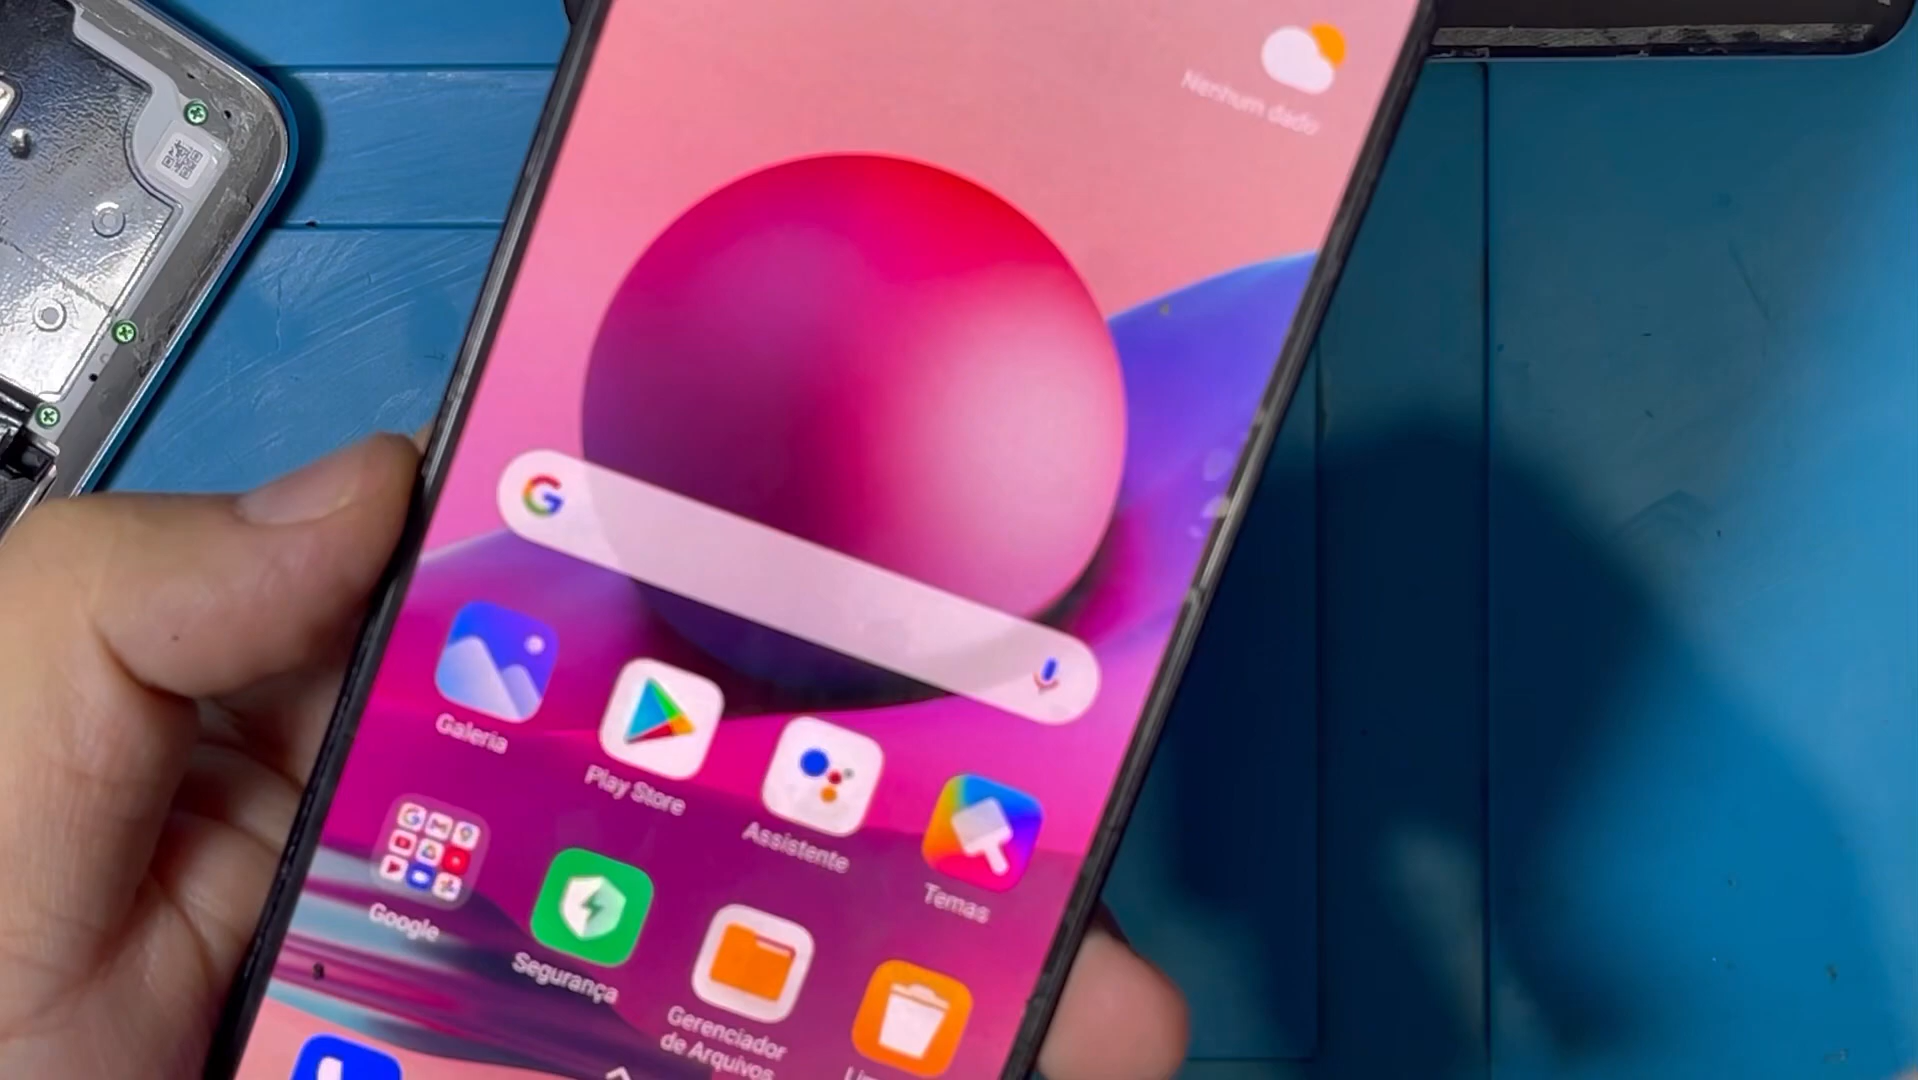 Nenhum dado
Galeria
Play Store
Assistente
Temas
Google
Segurança
Gerenciador
de Arquivos